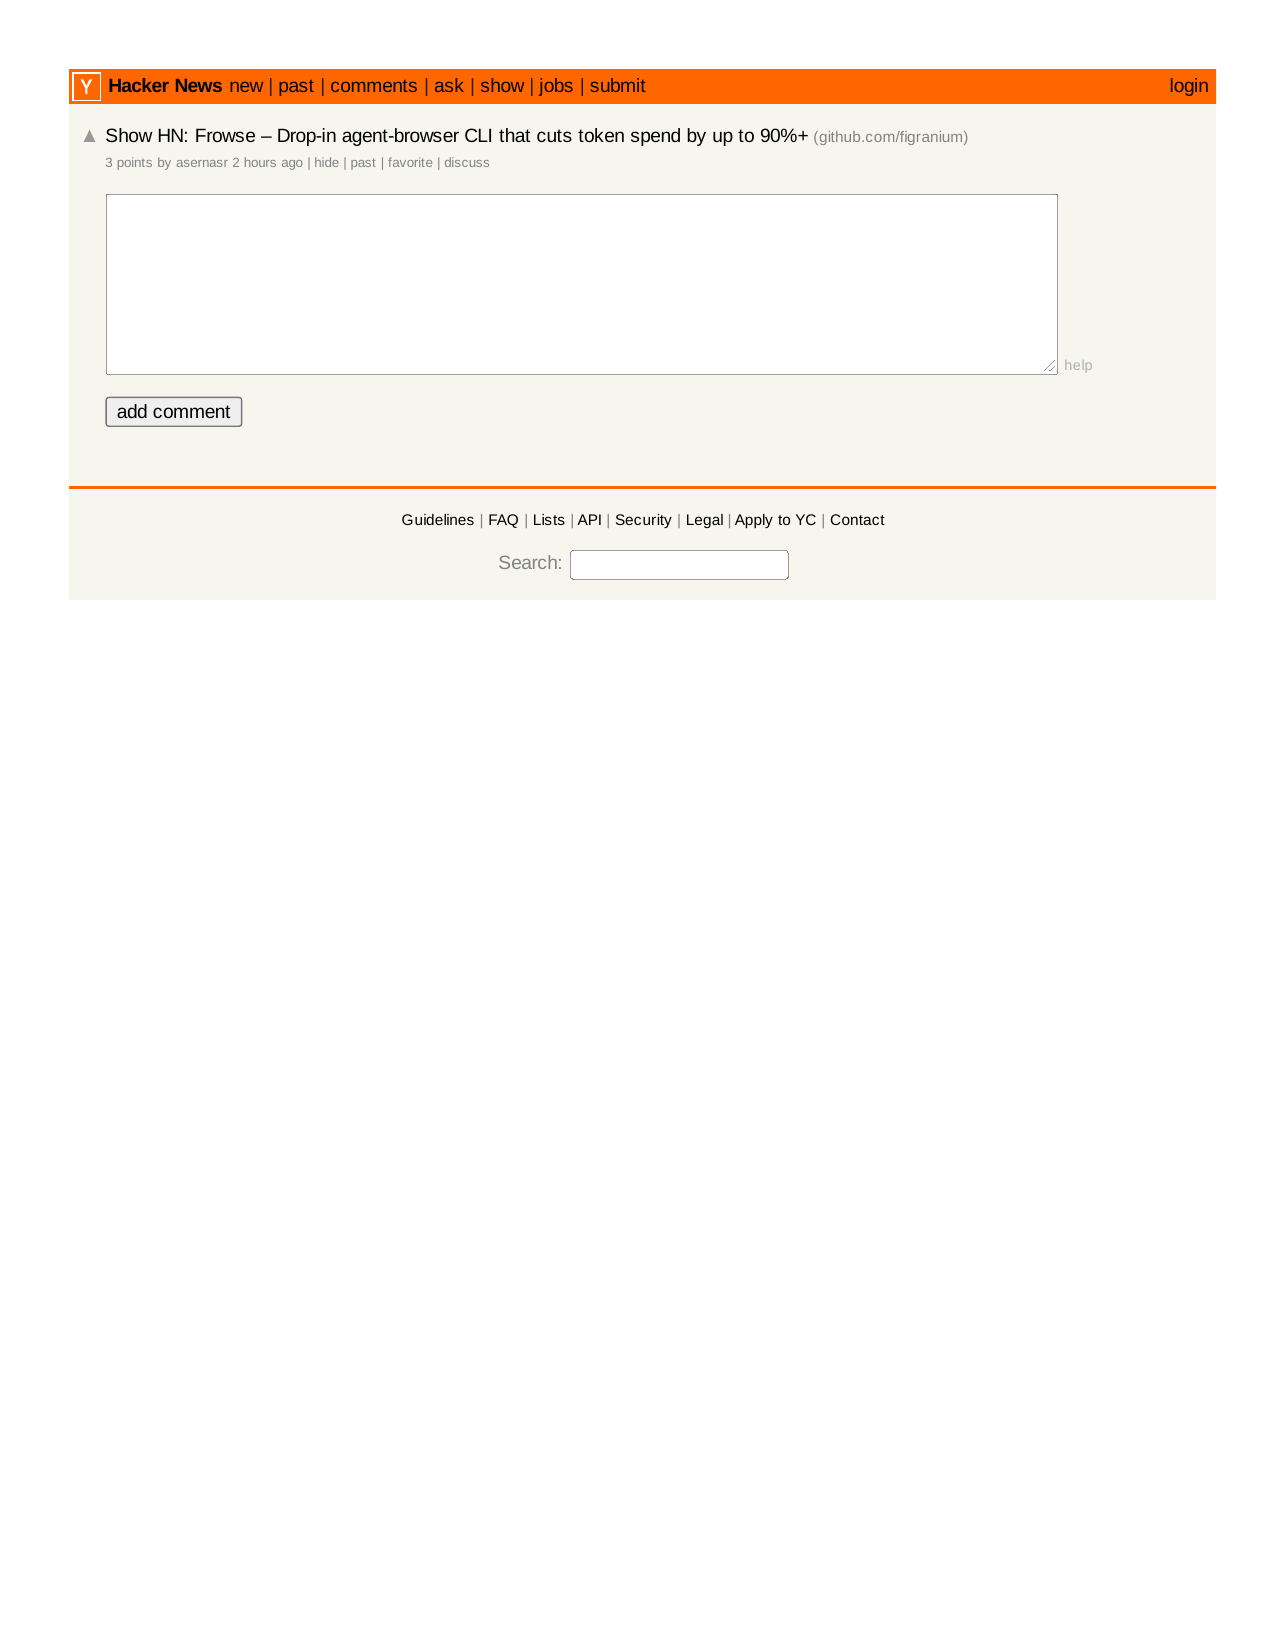 Y Hacker News new | past | comments | ask | show | jobs | submit login
▲ Show HN: Frowse – Drop-in agent-browser CLI that cuts token spend by up to 90%+ (github.com/figranium)
3 points by asernasr 2 hours ago | hide | past | favorite | discuss
help
add comment
Guidelines | FAQ | Lists | API | Security | Legal | Apply to YC | Contact
Search: